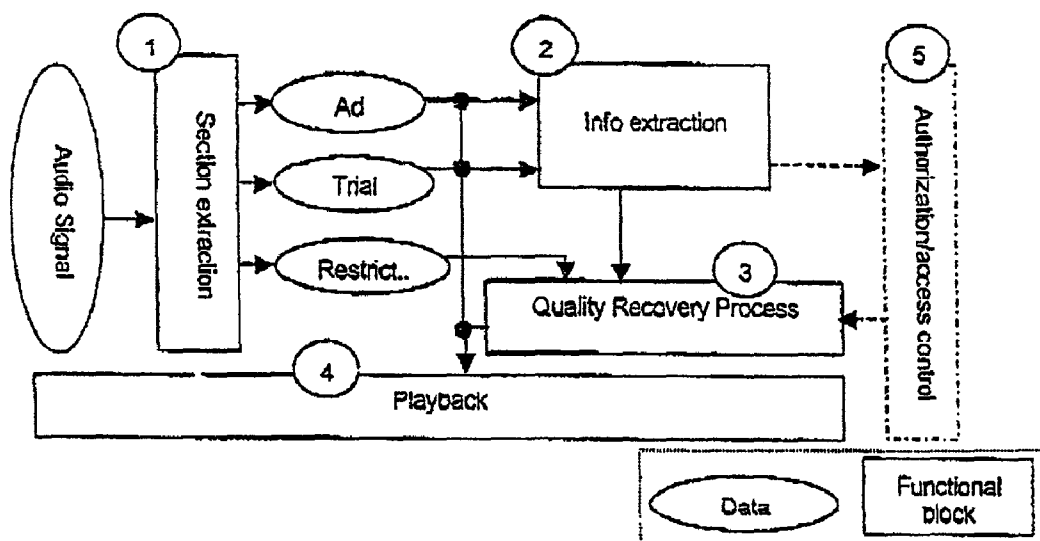 1
2
5
Audio Signal
Section extraction
Ad
Trial
Restrict..
Info extraction
Authorization/access control
3
Quality Recovery Process
4
Playback
Data
Functional
block